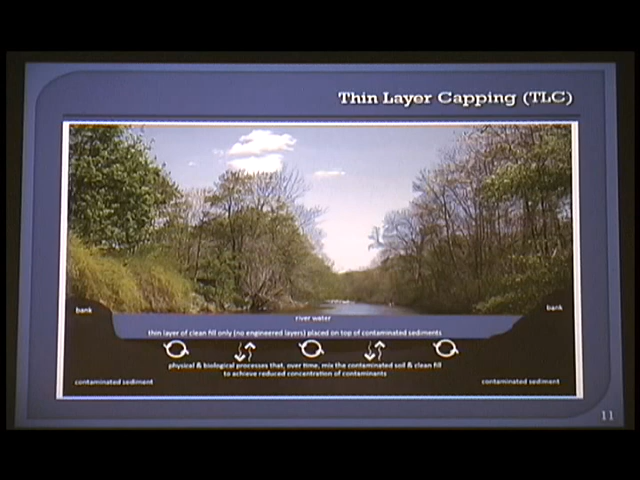 Thin Layer Capping (TLC)
bank
bank
river water
thin layer of clean fill only (no engineered layers) placed on top of contaminated sediments
physical & biological processes that, over time, mix the contaminated soil & clean fill
to achieve reduced concentration of contaminants
contaminated sediment
contaminated sediment
11